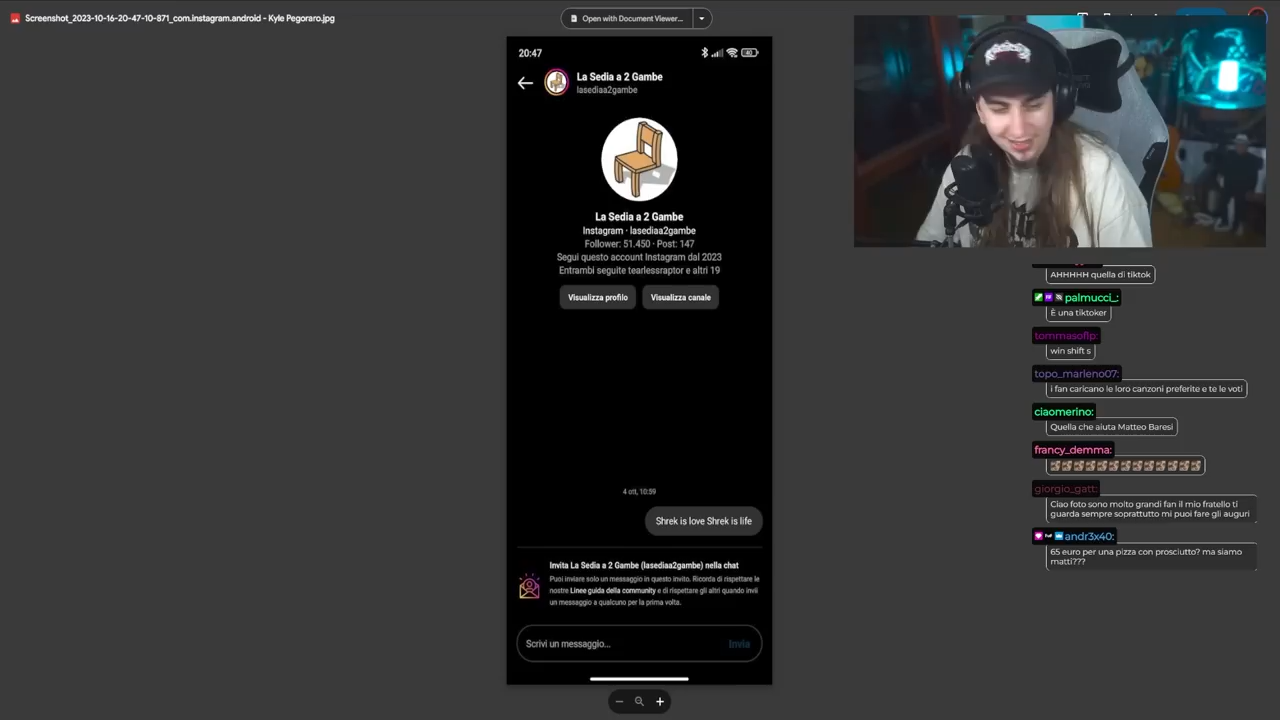 Screenshot_2023-10-16-20-47-10-871_com.instagram.android - Kyle Pegoraro.jpg
Open with Document Viewer...
20:47
40
La Sedia a 2 Gambe
lasediaa2gambe
La Sedia a 2 Gambe
Instagram · lasediaa2gambe
Follower: 51.450 · Post: 147
Segui questo account Instagram dal 2023
Entrambi seguite tearlessraptor e altri 19
Visualizza profilo
Visualizza canale
4 ott, 10:59
Shrek is love Shrek is life
Invita La Sedia a 2 Gambe (lasediaa2gambe) nella chat
Puoi inviare solo un messaggio in questo invito. Ricorda di rispettare le
nostre Linee guida della community e di rispettare gli altri quando invii
un messaggio a qualcuno per la prima volta.
Scrivi un messaggio...
Invia
AHHHHH quella di tiktok
palmucci_:
È una tiktoker
tommasoflp:
win shift s
topo_marleno07:
i fan caricano le loro canzoni preferite e te le voti
ciaomerino:
Quella che aiuta Matteo Baresi
francy_demma:
giorgio_gatt:
Ciao foto sono molto grandi fan il mio fratello ti
guarda sempre soprattutto mi puoi fare gli auguri
andr3x40:
65 euro per una pizza con prosciutto? ma siamo
matti???